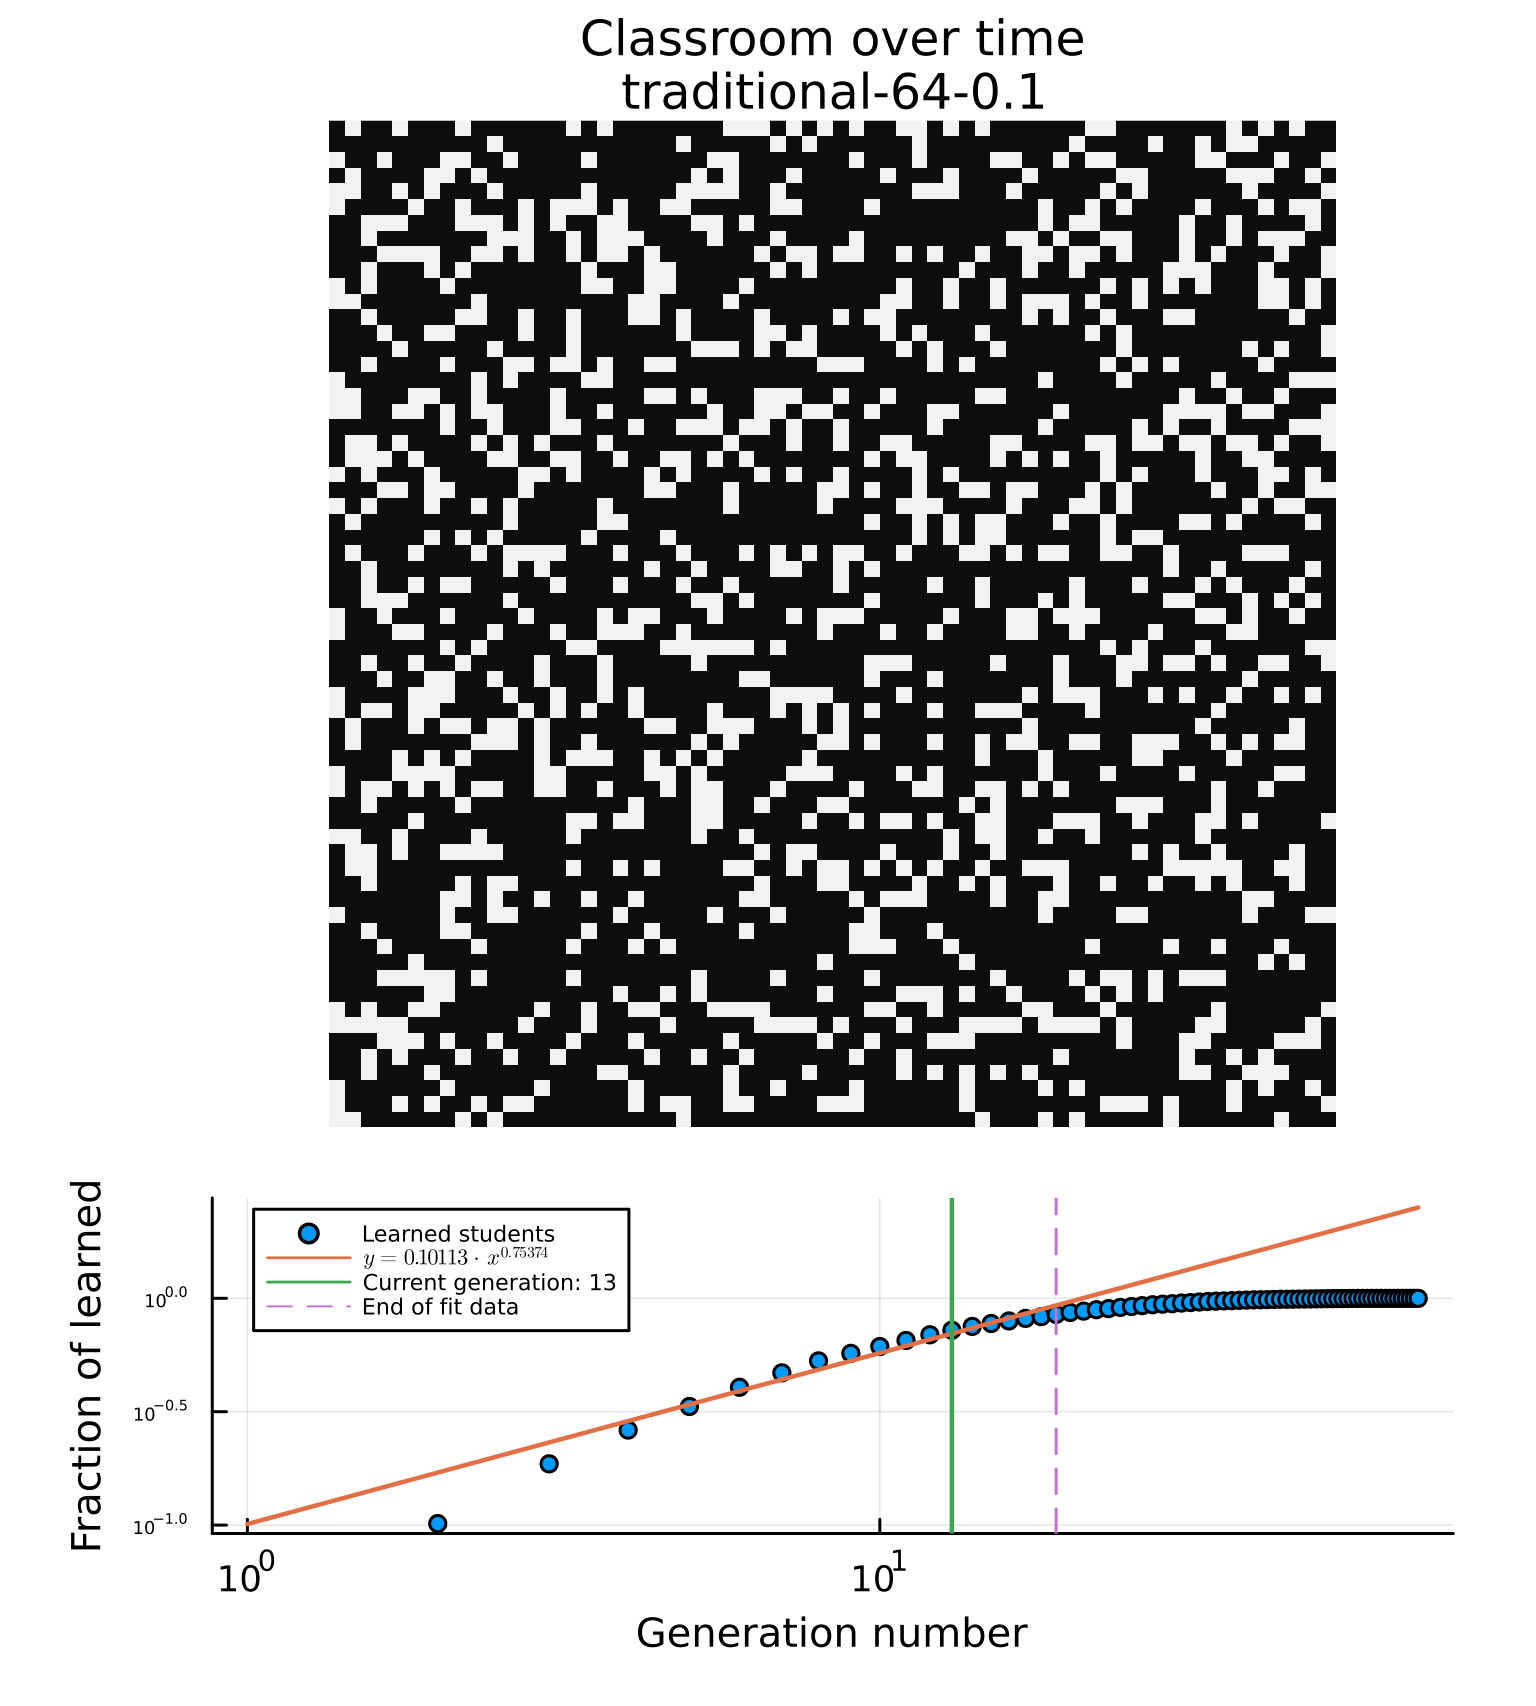 Classroom over time
traditional-64-0.1
Fraction of learned
Learned students
y = 0.10113 · x^0.75374
Current generation: 13
End of fit data
10^0.0
10^−0.5
10^−1.0
10^0
10^1
Generation number